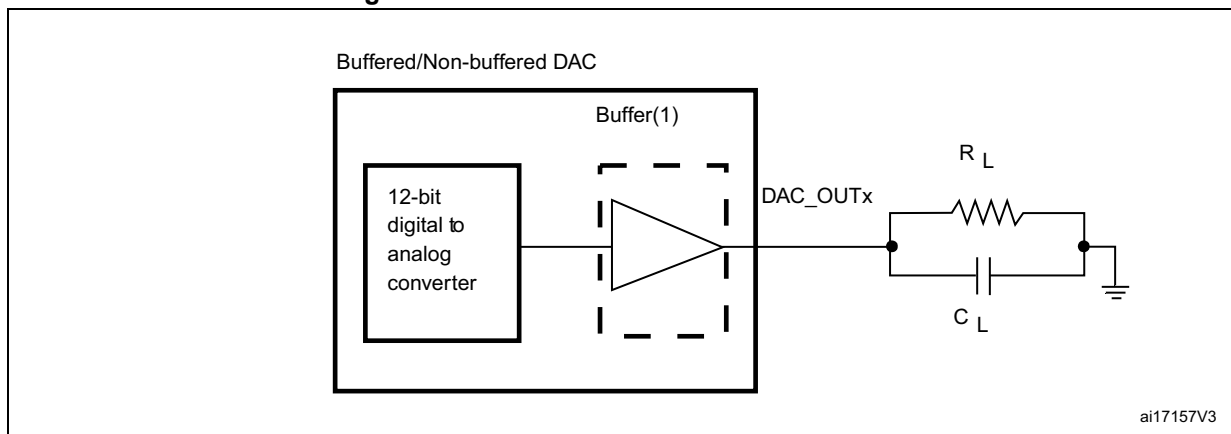 Buffered/Non-buffered DAC
Buffer(1)
12-bit
digital to
analog
converter
DAC_OUTx
R L
C L
ai17157V3